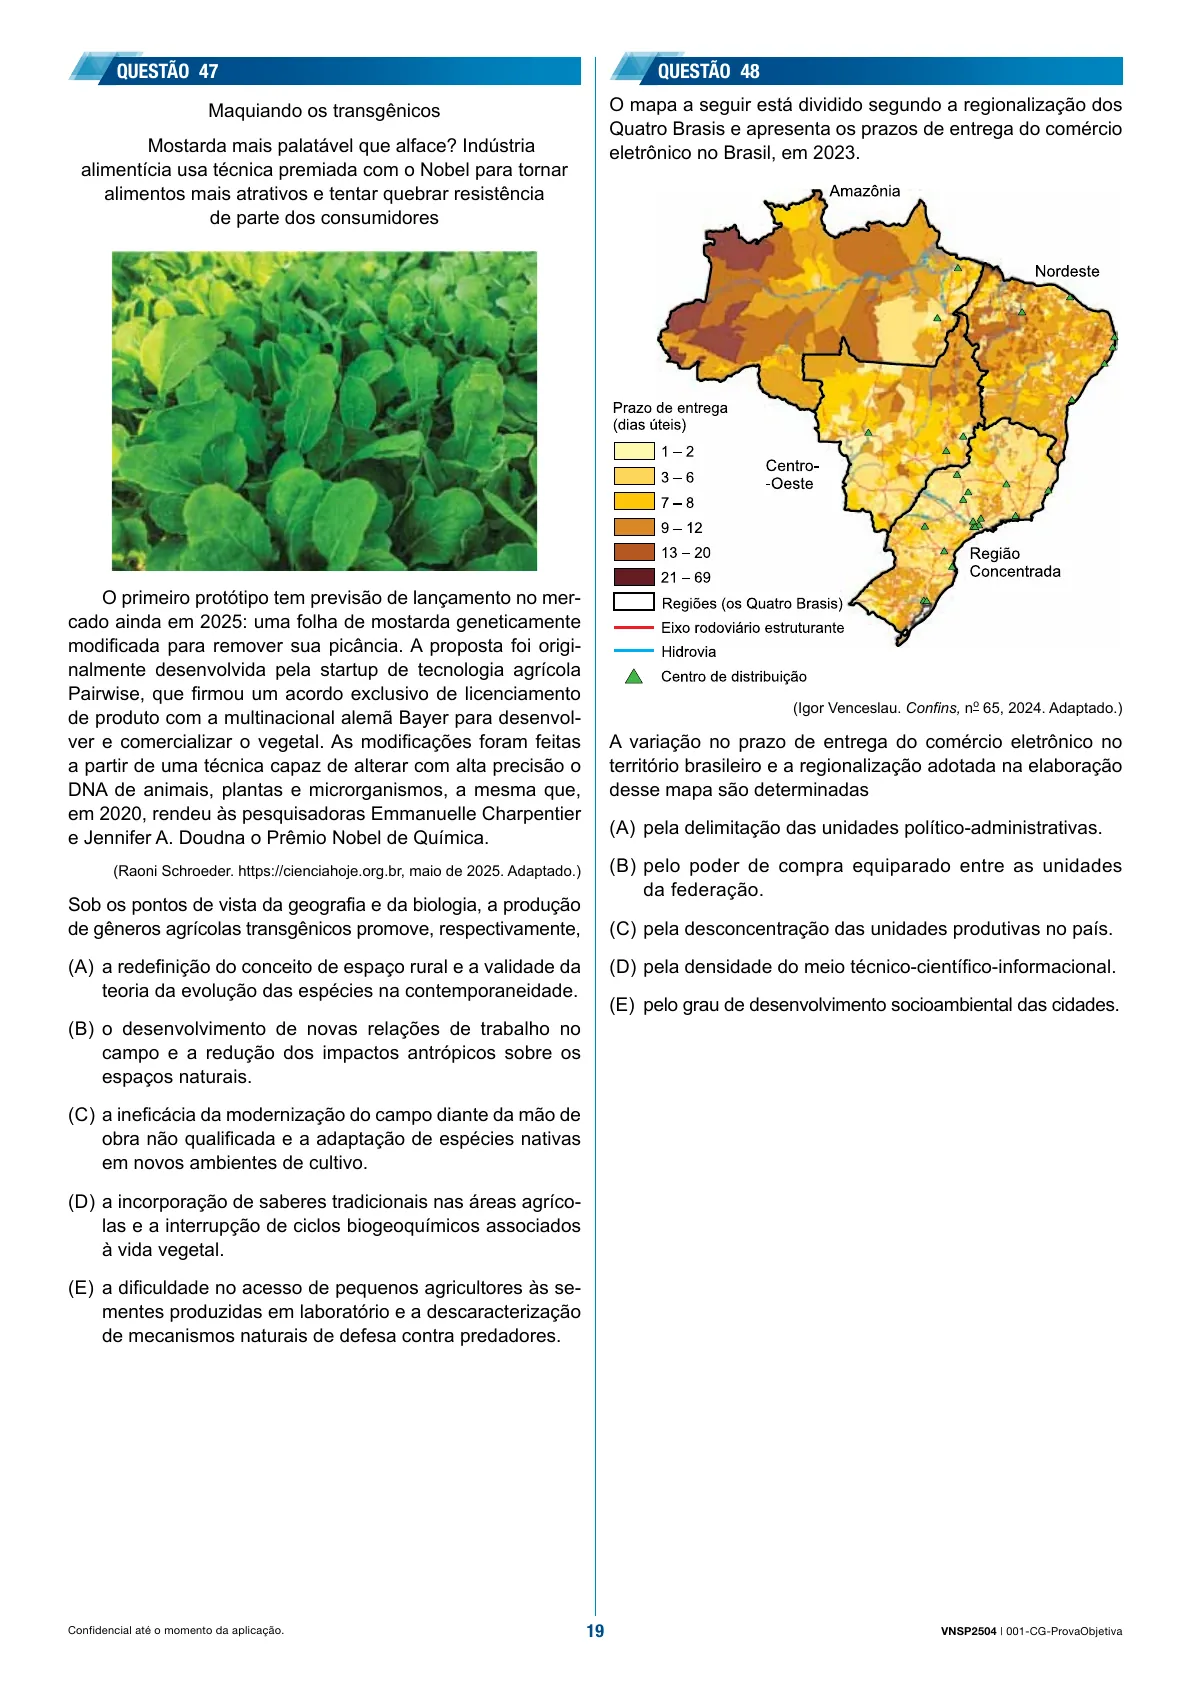 QUESTÃO 47
Maquiando os transgênicos
Mostarda mais palatável que alface? Indústria
alimentícia usa técnica premiada com o Nobel para tornar
alimentos mais atrativos e tentar quebrar resistência
de parte dos consumidores
O primeiro protótipo tem previsão de lançamento no mer-
cado ainda em 2025: uma folha de mostarda geneticamente
modificada para remover sua picância. A proposta foi origi-
nalmente desenvolvida pela startup de tecnologia agrícola
Pairwise, que firmou um acordo exclusivo de licenciamento
de produto com a multinacional alemã Bayer para desenvol-
ver e comercializar o vegetal. As modificações foram feitas
a partir de uma técnica capaz de alterar com alta precisão o
DNA de animais, plantas e microrganismos, a mesma que,
em 2020, rendeu às pesquisadoras Emmanuelle Charpentier
e Jennifer A. Doudna o Prêmio Nobel de Química.
(Raoni Schroeder. https://cienciahoje.org.br, maio de 2025. Adaptado.)
Sob os pontos de vista da geografia e da biologia, a produção
de gêneros agrícolas transgênicos promove, respectivamente,
(A) a redefinição do conceito de espaço rural e a validade da
teoria da evolução das espécies na contemporaneidade.
(B) o desenvolvimento de novas relações de trabalho no
campo e a redução dos impactos antrópicos sobre os
espaços naturais.
(C) a ineficácia da modernização do campo diante da mão de
obra não qualificada e a adaptação de espécies nativas
em novos ambientes de cultivo.
(D) a incorporação de saberes tradicionais nas áreas agríco-
las e a interrupção de ciclos biogeoquímicos associados
à vida vegetal.
(E) a dificuldade no acesso de pequenos agricultores às se-
mentes produzidas em laboratório e a descaracterização
de mecanismos naturais de defesa contra predadores.
QUESTÃO 48
O mapa a seguir está dividido segundo a regionalização dos
Quatro Brasis e apresenta os prazos de entrega do comércio
eletrônico no Brasil, em 2023.
Amazônia
Nordeste
Centro-
-Oeste
Região
Concentrada
Prazo de entrega
(dias úteis)
1 – 2
3 – 6
7 – 8
9 – 12
13 – 20
21 – 69
Regiões (os Quatro Brasis)
Eixo rodoviário estruturante
Hidrovia
Centro de distribuição
(Igor Venceslau. Confins, nº 65, 2024. Adaptado.)
A variação no prazo de entrega do comércio eletrônico no
território brasileiro e a regionalização adotada na elaboração
desse mapa são determinadas
(A) pela delimitação das unidades político-administrativas.
(B) pelo poder de compra equiparado entre as unidades
da federação.
(C) pela desconcentração das unidades produtivas no país.
(D) pela densidade do meio técnico-científico-informacional.
(E) pelo grau de desenvolvimento socioambiental das cidades.
Confidencial até o momento da aplicação.
19
VNSP2504 | 001-CG-ProvaObjetiva